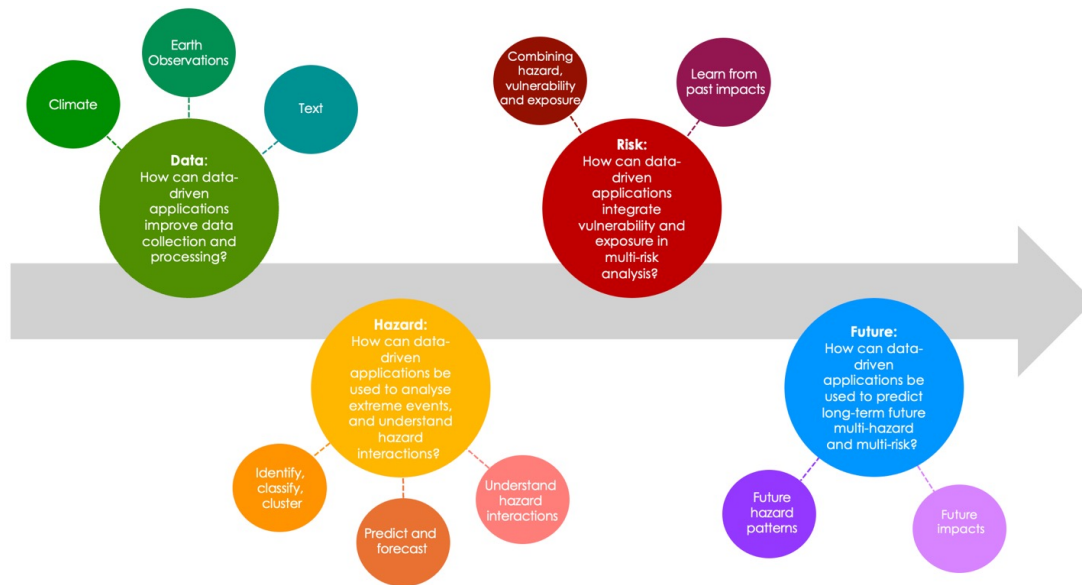 Climate
Earth
Observations
Text
Data:
How can data-
driven
applications
improve data
collection and
processing?
Combining
hazard,
vulnerability
and exposure
Learn from
past impacts
Risk:
How can data-
driven
applications
integrate
vulnerability and
exposure in
multi-risk
analysis?
Hazard:
How can data-
driven
applications be
used to analyse
extreme events,
and understand
hazard
interactions?
Identify,
classify,
cluster
Predict and
forecast
Understand
hazard
interactions
Future:
How can data-
driven
applications be
used to predict
long-term future
multi-hazard
and multi-risk?
Future
hazard
patterns
Future
impacts